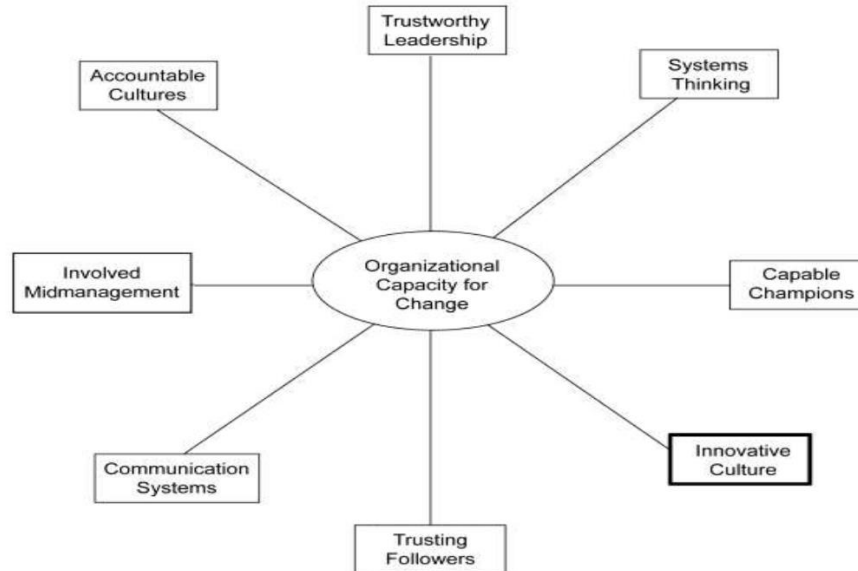 Trustworthy
Leadership
Accountable
Cultures
Systems
Thinking
Involved
Midmanagement
Organizational
Capacity for
Change
Capable
Champions
Communication
Systems
Innovative
Culture
Trusting
Followers